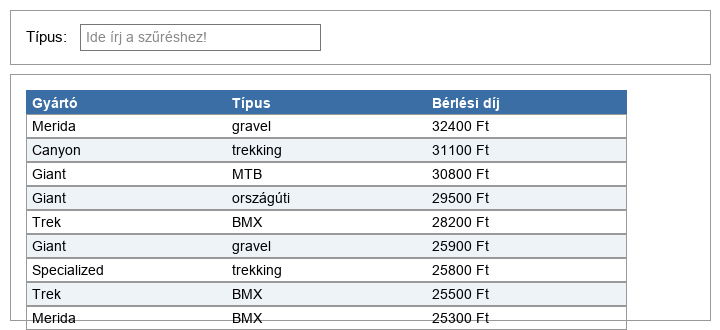 Típus: Ide írj a szűréshez!
Gyártó Típus Bérlési díj
Merida gravel 32400 Ft
Canyon trekking 31100 Ft
Giant MTB 30800 Ft
Giant országúti 29500 Ft
Trek BMX 28200 Ft
Giant gravel 25900 Ft
Specialized trekking 25800 Ft
Trek BMX 25500 Ft
Merida BMX 25300 Ft